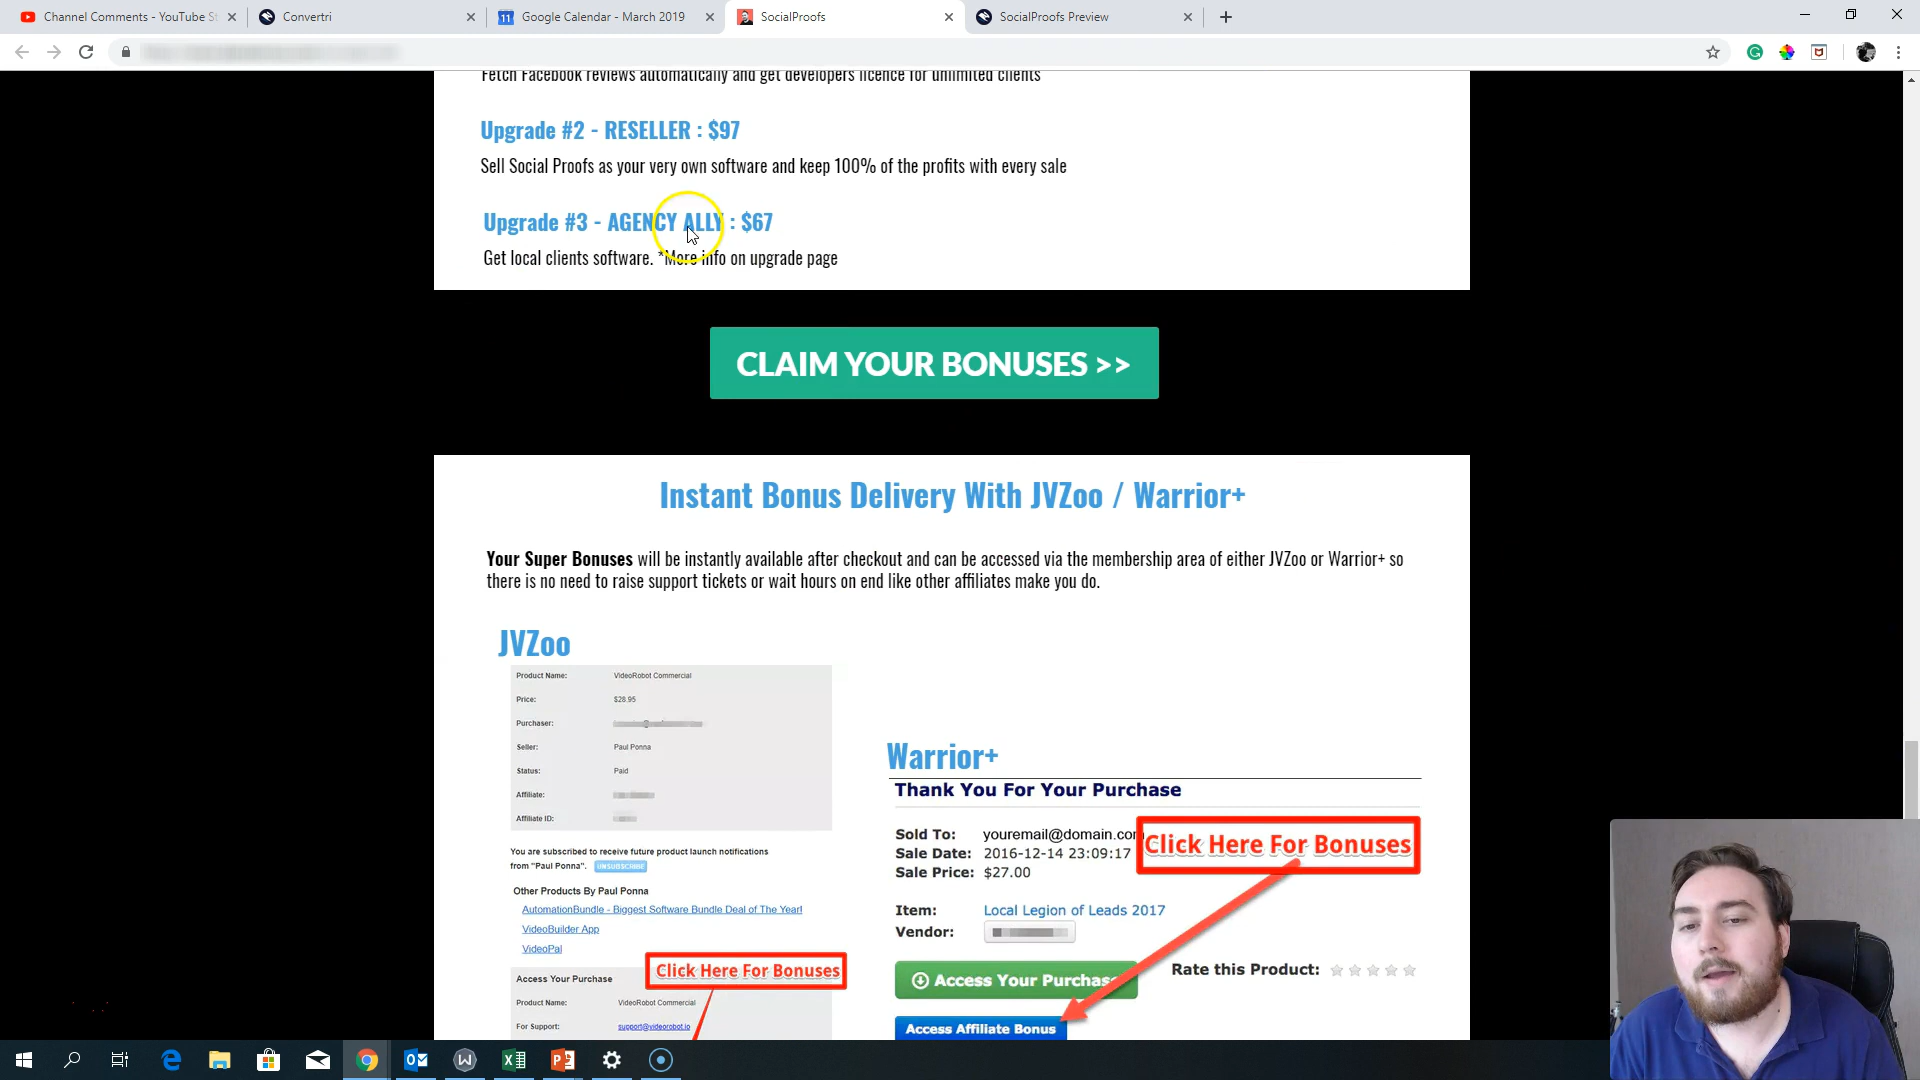 Channel Comments - YouTube St
Convertri
Google Calendar - March 2019
SocialProofs
SocialProofs Preview
Fetch Facebook reviews automatically and get developers licence for unlimited clients
Upgrade #2 - RESELLER : $97
Sell Social Proofs as your very own software and keep 100% of the profits with every sale
Upgrade #3 - AGENCY ALLY : $67
Get local clients software. *More info on upgrade page
CLAIM YOUR BONUSES >>
Instant Bonus Delivery With JVZoo / Warrior+
Your Super Bonuses will be instantly available after checkout and can be accessed via the membership area of either JVZoo or Warrior+ so
there is no need to raise support tickets or wait hours on end like other affiliates make you do.
JVZoo
Product Name: VideoRobot Commercial
Price: $28.95
Purchaser:
Seller: Paul Ponna
Status: Paid
Affiliate:
Affiliate ID:
You are subscribed to receive future product launch notifications
from "Paul Ponna". UNSUBSCRIBE
Other Products By Paul Ponna
AutomationBundle - Biggest Software Bundle Deal of The Year!
VideoBuilder App
VideoPal
Click Here For Bonuses
Access Your Purchase
Product Name: VideoRobot Commercial
For Support: support@videorobot.io
Warrior+
Thank You For Your Purchase
Sold To: youremail@domain.com
Click Here For Bonuses
Sale Date: 2016-12-14 23:09:17
Sale Price: $27.00
Item: Local Legion of Leads 2017
Vendor:
Access Your Purchase
Rate this Product:
Access Affiliate Bonus